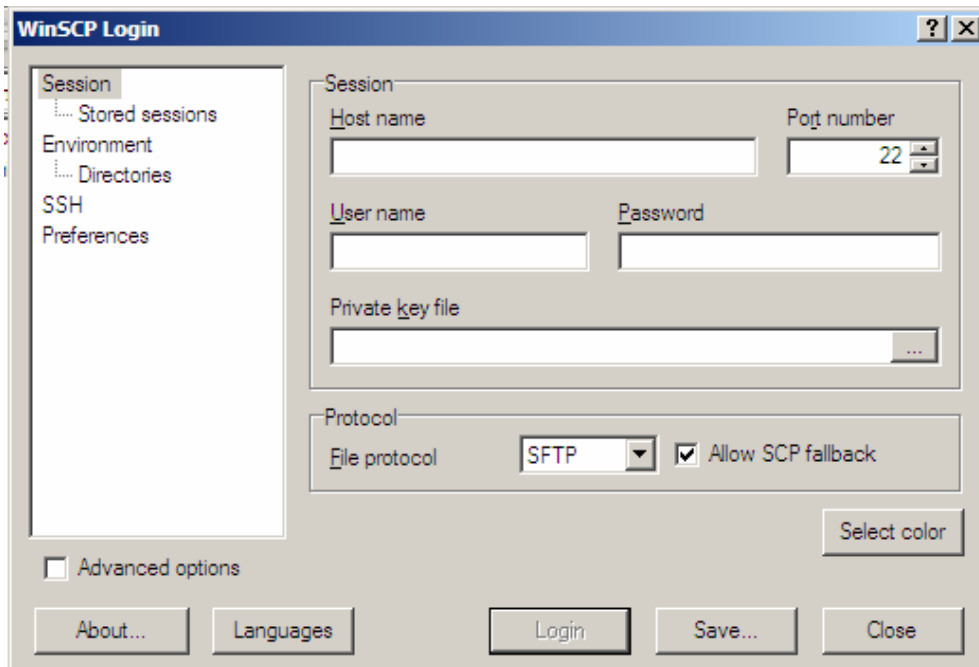 WinSCP Login
Session
Stored sessions
Environment
Directories
SSH
Preferences
Session
Host name
Port number
22
User name
Password
Private key file
...
Protocol
File protocol
SFTP
Allow SCP fallback
Select color
Advanced options
About...
Languages
Login
Save...
Close